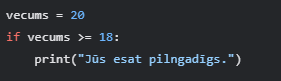 vecums = 20
if vecums >= 18:
    print("Jūs esat pilngadīgs.")